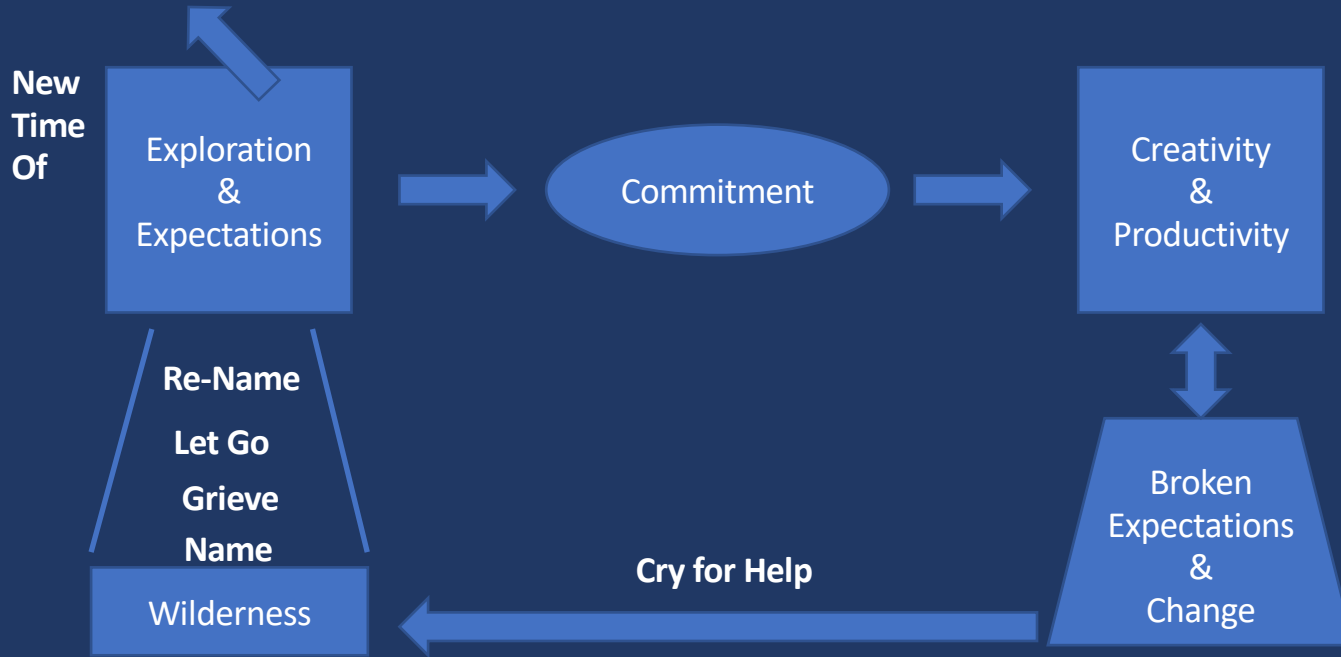 New
Time
Of
Exploration
&
Expectations
Commitment
Creativity
&
Productivity
Re-Name
Let Go
Grieve
Name
Wilderness
Cry for Help
Broken
Expectations
&
Change